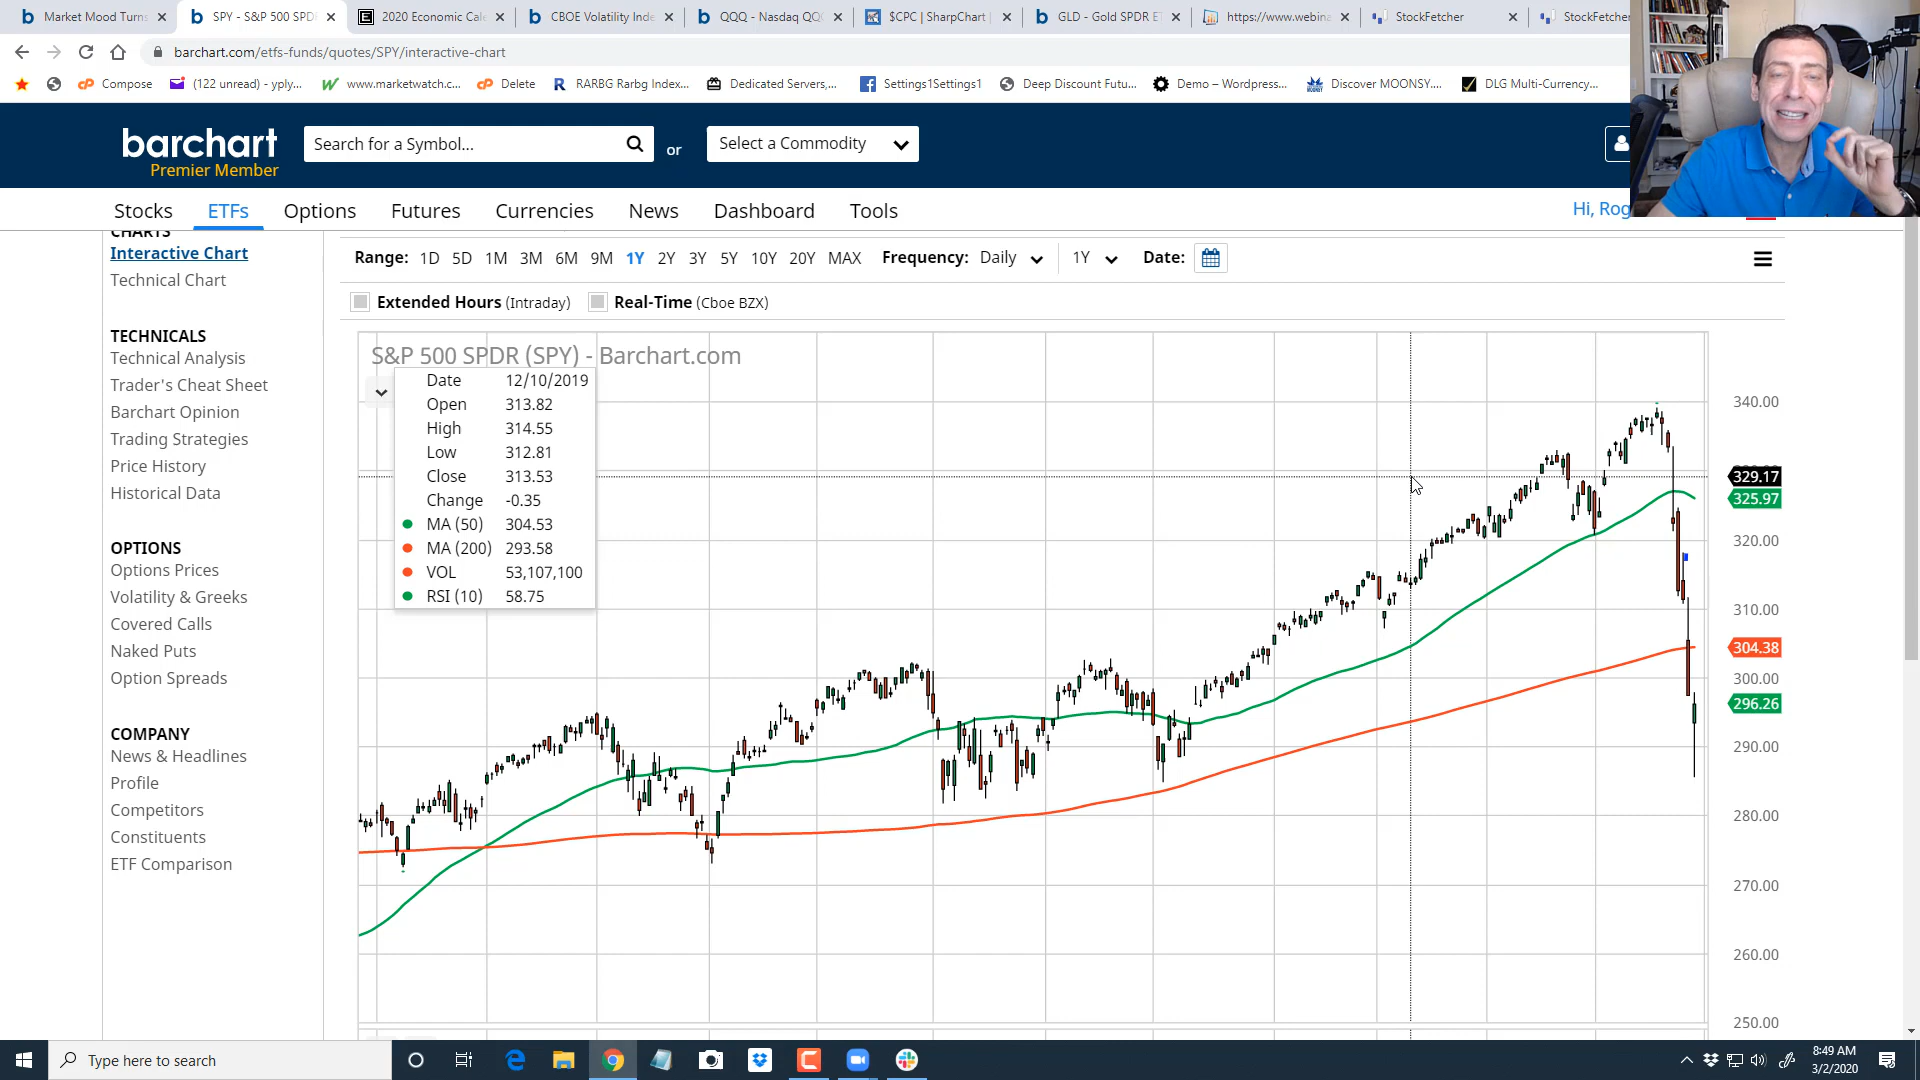 Market Mood Turns
SPY - S&P 500 SPD
2020 Economic Cal
CBOE Volatility Inde
QQQ - Nasdaq QQ
$CPC | SharpChart |
GLD - Gold SPDR ET
https://www.webina
StockFetcher
StockFetcher
barchart.com/etfs-funds/quotes/SPY/interactive-chart
Compose
(122 unread) - yply...
www.marketwatch.c...
Delete
RARBG Rarbg Index...
Dedicated Servers,...
Settings1Settings1
Deep Discount Futu...
Demo – Wordpress...
Discover MOONSY....
DLG Multi-Currency...
barchart
Premier Member
Search for a Symbol...
or
Select a Commodity
Stocks ETFs Options Futures Currencies News Dashboard Tools
Hi, Rog
CHARTS
Interactive Chart
Technical Chart
TECHNICALS
Technical Analysis
Trader's Cheat Sheet
Barchart Opinion
Trading Strategies
Price History
Historical Data
OPTIONS
Options Prices
Volatility & Greeks
Covered Calls
Naked Puts
Option Spreads
COMPANY
News & Headlines
Profile
Competitors
Constituents
ETF Comparison
Range: 1D 5D 1M 3M 6M 9M 1Y 2Y 3Y 5Y 10Y 20Y MAX Frequency: Daily 1Y Date:
Extended Hours (Intraday) Real-Time (Cboe BZX)
S&P 500 SPDR (SPY) - Barchart.com
Date 12/10/2019
Open 313.82
High 314.55
Low 312.81
Close 313.53
Change -0.35
MA (50) 304.53
MA (200) 293.58
VOL 53,107,100
RSI (10) 58.75
340.00
329.17
325.97
320.00
310.00
304.38
300.00
296.26
290.00
280.00
270.00
260.00
250.00
Type here to search
8:49 AM
3/2/2020